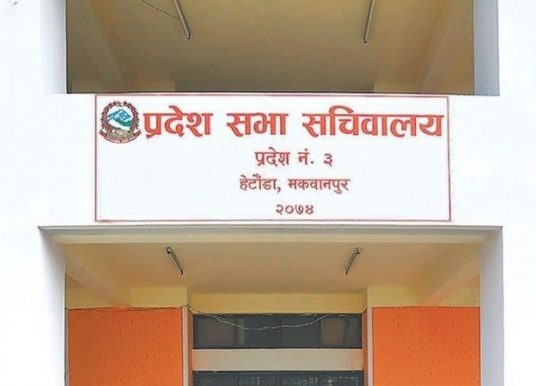 प्रदेश सभा सचिवालय
प्रदेश नं. ३
हेटौंडा, मकवानपुर
२०७४